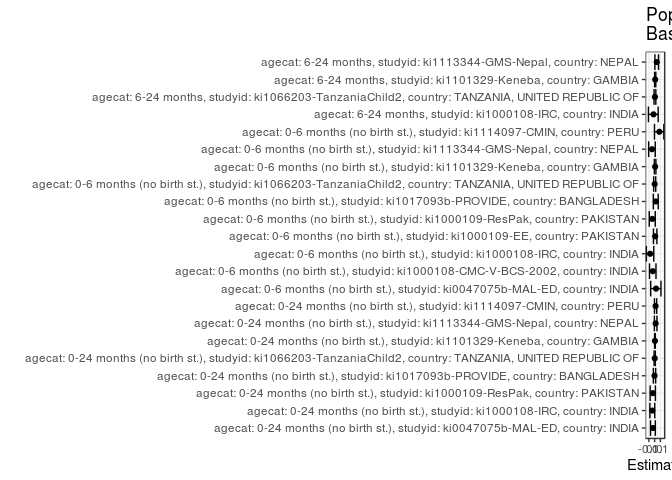 Pop
Bas
agecat: 6-24 months, studyid: ki1113344-GMS-Nepal, country: NEPAL
agecat: 6-24 months, studyid: ki1101329-Keneba, country: GAMBIA
agecat: 6-24 months, studyid: ki1066203-TanzaniaChild2, country: TANZANIA, UNITED REPUBLIC OF
agecat: 6-24 months, studyid: ki1000108-IRC, country: INDIA
agecat: 0-6 months (no birth st.), studyid: ki1114097-CMIN, country: PERU
agecat: 0-6 months (no birth st.), studyid: ki1113344-GMS-Nepal, country: NEPAL
agecat: 0-6 months (no birth st.), studyid: ki1101329-Keneba, country: GAMBIA
agecat: 0-6 months (no birth st.), studyid: ki1066203-TanzaniaChild2, country: TANZANIA, UNITED REPUBLIC OF
agecat: 0-6 months (no birth st.), studyid: ki1017093b-PROVIDE, country: BANGLADESH
agecat: 0-6 months (no birth st.), studyid: ki1000109-ResPak, country: PAKISTAN
agecat: 0-6 months (no birth st.), studyid: ki1000109-EE, country: PAKISTAN
agecat: 0-6 months (no birth st.), studyid: ki1000108-IRC, country: INDIA
agecat: 0-6 months (no birth st.), studyid: ki1000108-CMC-V-BCS-2002, country: INDIA
agecat: 0-6 months (no birth st.), studyid: ki0047075b-MAL-ED, country: INDIA
agecat: 0-24 months (no birth st.), studyid: ki1114097-CMIN, country: PERU
agecat: 0-24 months (no birth st.), studyid: ki1113344-GMS-Nepal, country: NEPAL
agecat: 0-24 months (no birth st.), studyid: ki1101329-Keneba, country: GAMBIA
agecat: 0-24 months (no birth st.), studyid: ki1066203-TanzaniaChild2, country: TANZANIA, UNITED REPUBLIC OF
agecat: 0-24 months (no birth st.), studyid: ki1017093b-PROVIDE, country: BANGLADESH
agecat: 0-24 months (no birth st.), studyid: ki1000109-ResPak, country: PAKISTAN
agecat: 0-24 months (no birth st.), studyid: ki1000108-IRC, country: INDIA
agecat: 0-24 months (no birth st.), studyid: ki0047075b-MAL-ED, country: INDIA
Estima